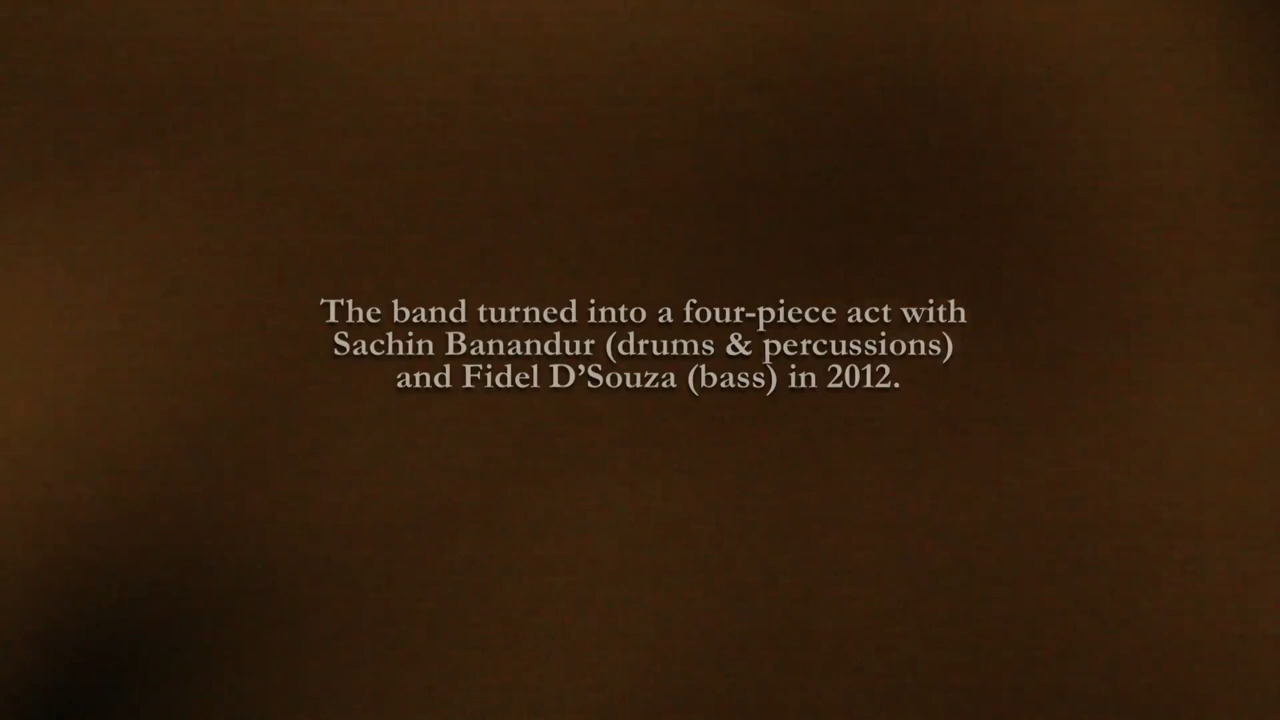 The band turned into a four-piece act with
Sachin Banandur (drums & percussions)
and Fidel D’Souza (bass) in 2012.